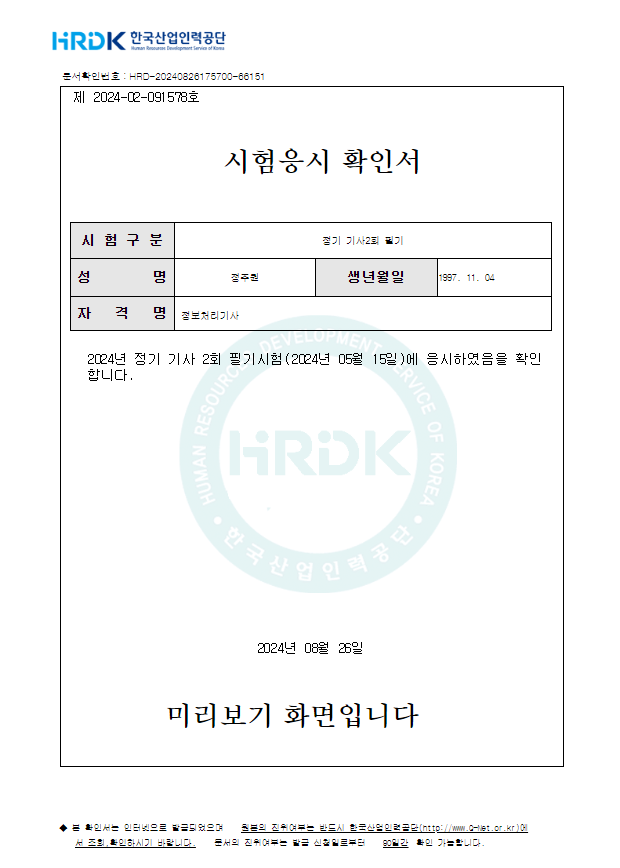 HRDK 한국산업인력공단
Human Resources Development Service of Korea
문서확인번호 : HRD-20240826175700-66151
제 2024-02-091578호
시험응시 확인서
시 험 구 분 정기 기사2회 필기
성 명 정주원 생년월일 1997. 11. 04
자 격 명 정보처리기사
2024년 정기 기사 2회 필기시험(2024년 05월 15일)에 응시하였음을 확인
합니다.
HUMAN RESOURCES DEVELOPMENT SERVICE OF KOREA
HRDK
한국산업인력공단
2024년 08월 26일
미리보기 화면입니다
◆ 본 확인서는 인터넷으로 발급되었으며 원본의 진위여부는 반드시 한국산업인력공단(http://www.Q-Net.or.kr)에
서 조회,확인하시기 바랍니다. 문서의 진위여부는 발급 신청일로부터 90일간 확인 가능합니다.